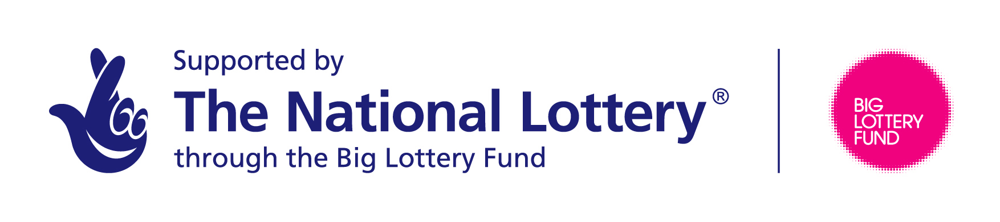 Supported by
The National Lottery®
through the Big Lottery Fund
BIG
LOTTERY
FUND